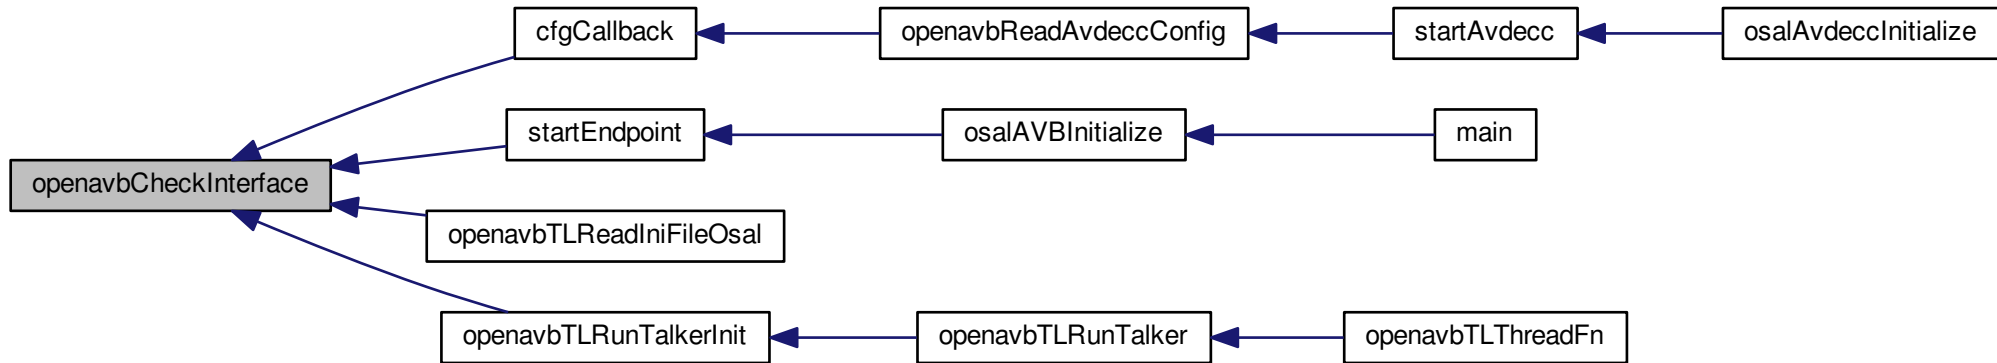 cfgCallback
openavbReadAvdeccConfig
startAvdecc
osalAvdeccInitialize
startEndpoint
osalAVBInitialize
main
openavbCheckInterface
openavbTLReadIniFileOsal
openavbTLRunTalkerInit
openavbTLRunTalker
openavbTLThreadFn